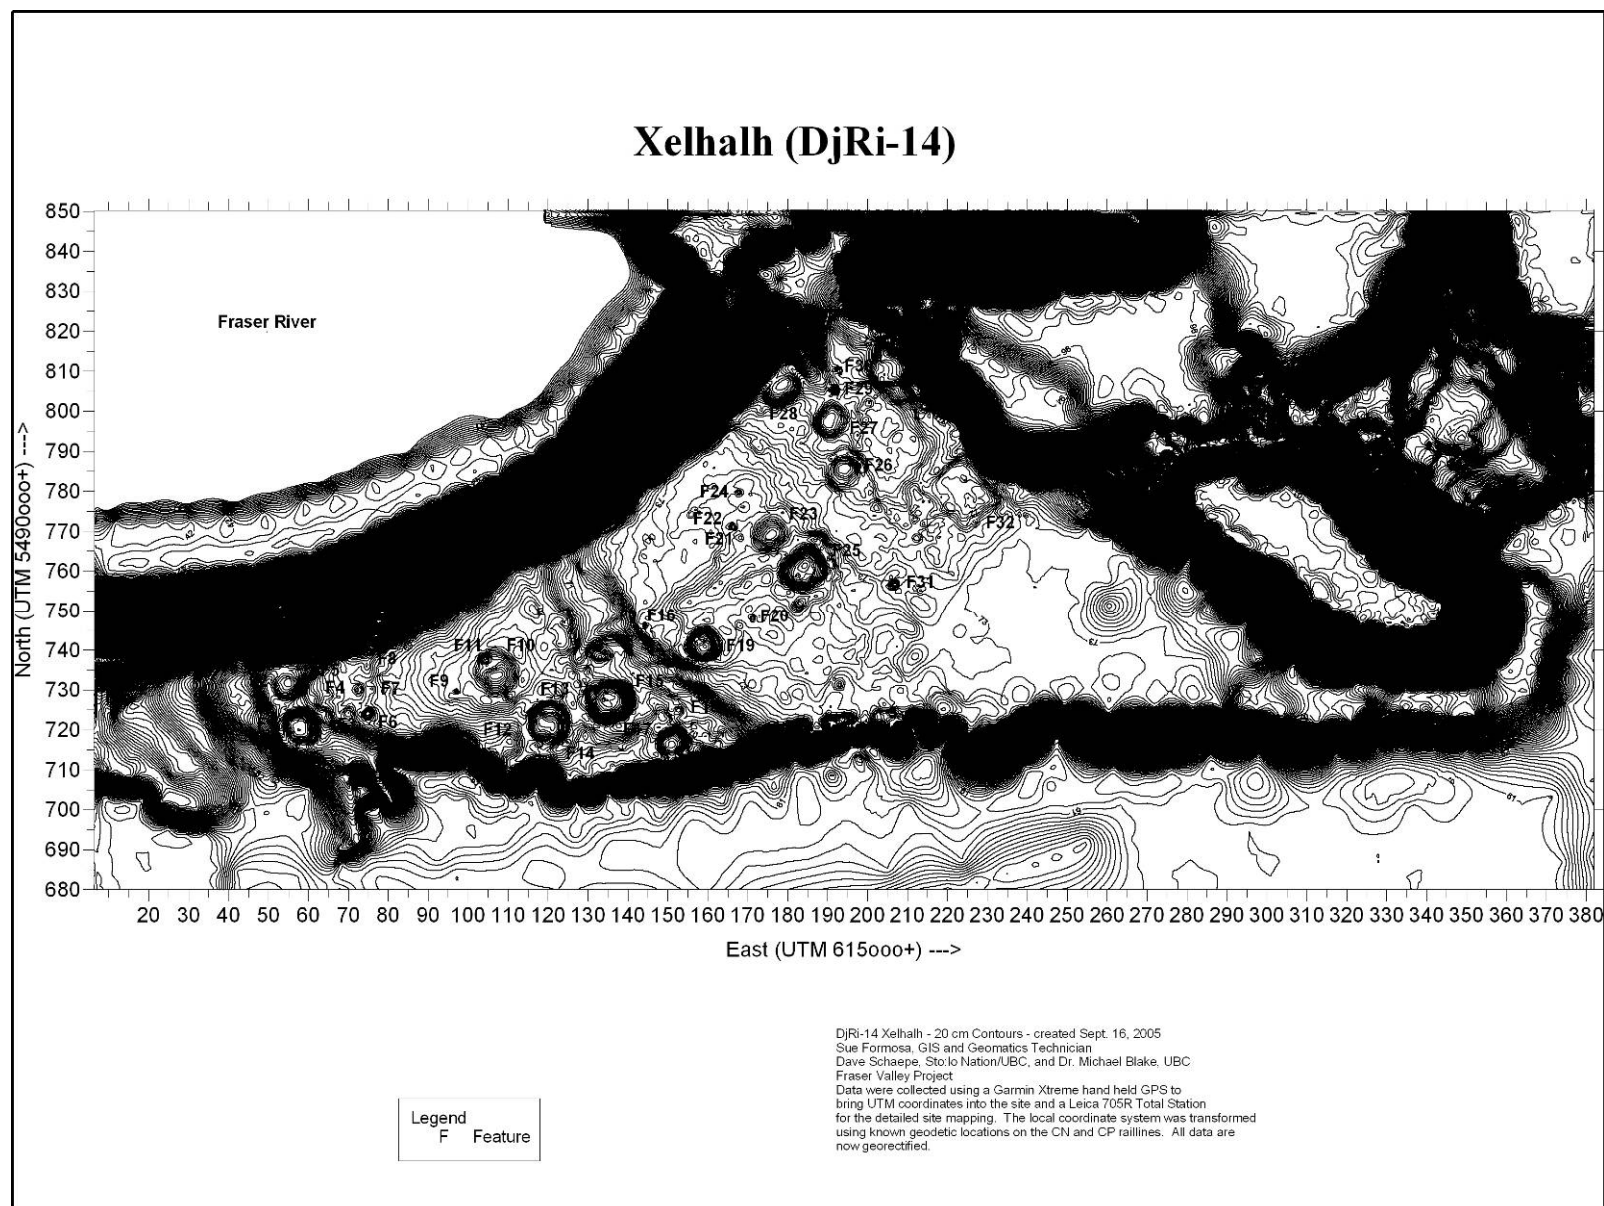 Xelhalh (DjRi-14)
850
840
830
820
810
800
790
780
770
760
750
740
730
720
710
700
690
680
North (UTM 5490ooo+) --->
Fraser River
F30
F29
F28
F27
F26
F24
F23
F22
F32
F21
F25
F31
F16
F20
F11 F10
F19
F8
F4
F7
F9
F13
F15
F6
F12
F17
F14
20 30 40 50 60 70 80 90 100 110 120 130 140 150 160 170 180 190 200 210 220 230 240 250 260 270 280 290 300 310 320 330 340 350 360 370 380
East (UTM 615ooo+) --->
DjRi-14 Xelhalh - 20 cm Contours - created Sept. 16, 2005
Sue Formosa, GIS and Geomatics Technician
Dave Schaepe, Sto:lo Nation/UBC, and Dr. Michael Blake, UBC
Fraser Valley Project
Data were collected using a Garmin Xtreme hand held GPS to
bring UTM coordinates into the site and a Leica 705R Total Station
for the detailed site mapping. The local coordinate system was transformed
using known geodetic locations on the CN and CP raillines. All data are
now georectified.
Legend
F Feature